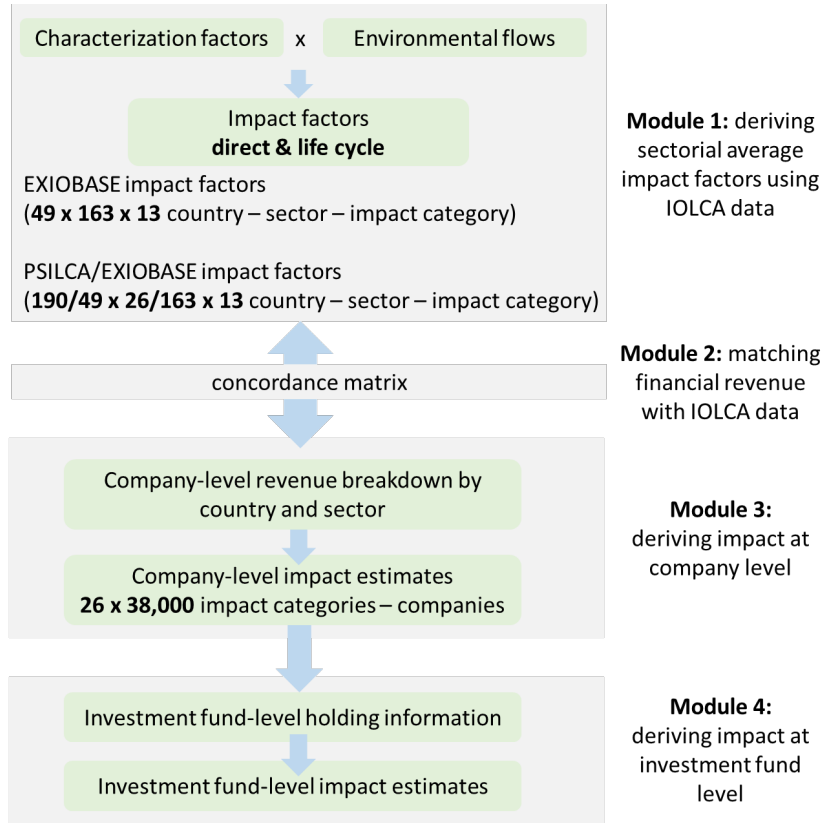 Characterization factors x Environmental flows
Impact factors
direct & life cycle
EXIOBASE impact factors
(49 x 163 x 13 country – sector – impact category)
PSILCA/EXIOBASE impact factors
(190/49 x 26/163 x 13 country – sector – impact category)
Module 1: deriving
sectorial average
impact factors using
IOLCA data
concordance matrix
Module 2: matching
financial revenue
with IOLCA data
Company-level revenue breakdown by
country and sector
Company-level impact estimates
26 x 38,000 impact categories – companies
Module 3:
deriving impact at
company level
Investment fund-level holding information
Investment fund-level impact estimates
Module 4:
deriving impact at
investment fund
level